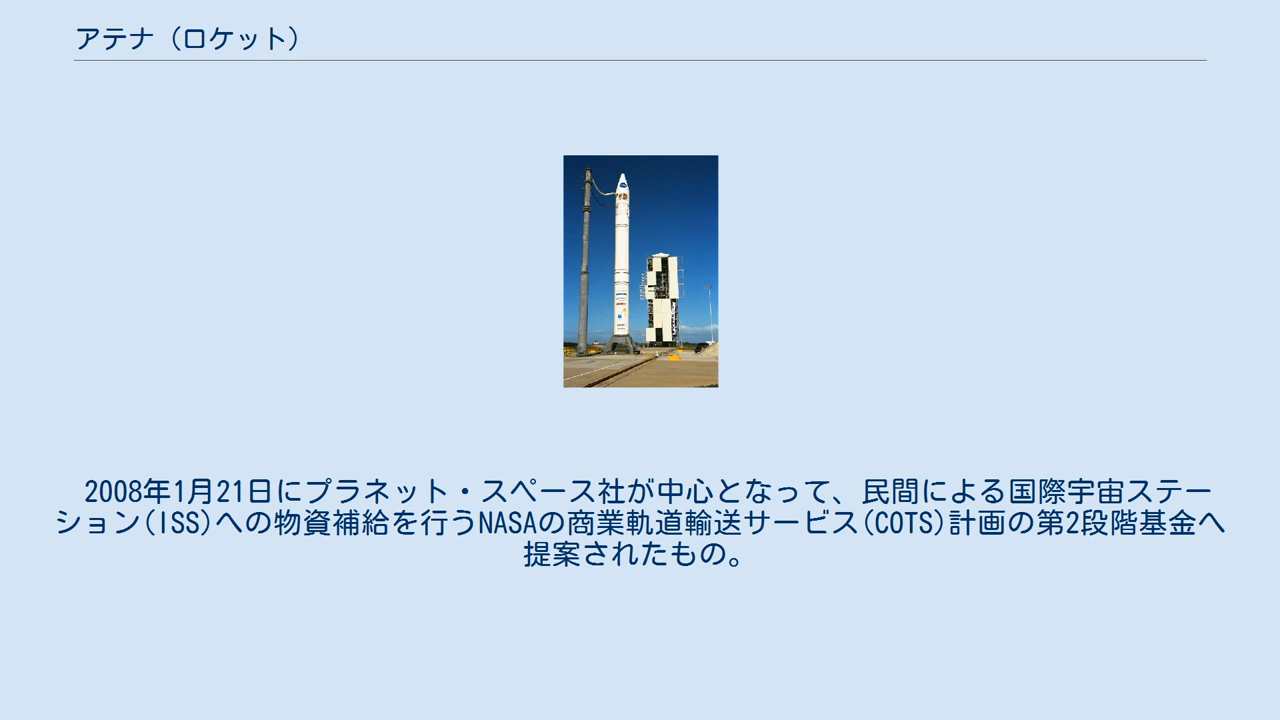 アテナ（ロケット）
2008年1月21日にプラネット・スペース社が中心となって、民間による国際宇宙ステー
ション(ISS)への物資補給を行うNASAの商業軌道輸送サービス(COTS)計画の第2段階基金へ
提案されたもの。